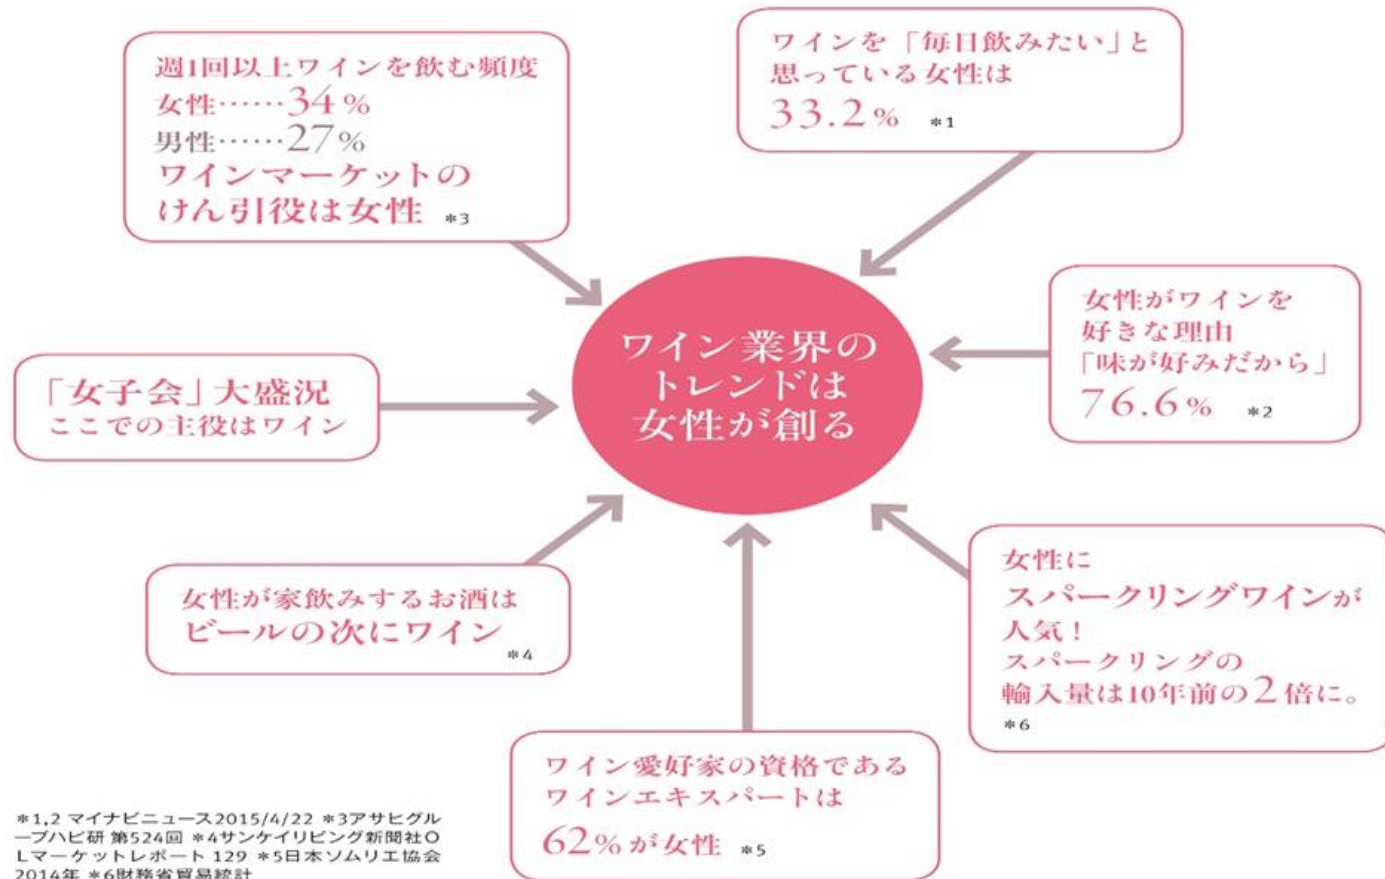 週1回以上ワインを飲む頻度
女性……34%
男性……27%
ワインマーケットの
けん引役は女性 *3
ワインを「毎日飲みたい」と
思っている女性は
33.2% *1
女性がワインを
好きな理由
「味が好みだから」
76.6% *2
ワイン業界の
トレンドは
女性が創る
「女子会」大盛況
ここでの主役はワイン
女性が家飲みするお酒は
ビールの次にワイン
*4
女性に
スパークリングワインが
人気!
スパークリングの
輸入量は10年前の2倍に。
*6
ワイン愛好家の資格である
ワインエキスパートは
62%が女性 *5
*1,2 マイナビニュース2015/4/22 *3アサヒグル
ープハピ研 第524回 *4サンケイリビング新聞社O
Lマーケットレポート 129 *5日本ソムリエ協会
2014年 *6財務省貿易統計